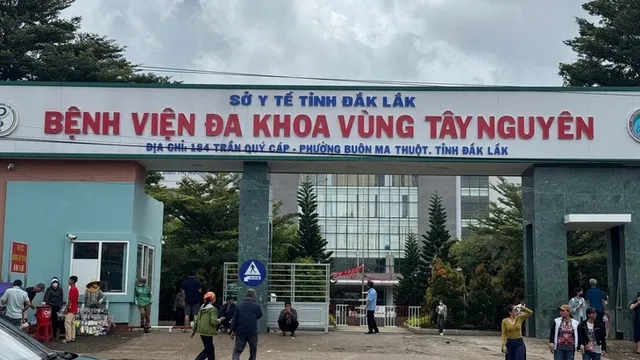 SỞ Y TẾ TỈNH ĐẮK LẮK
BỆNH VIỆN ĐA KHOA VÙNG TÂY NGUYÊN
ĐỊA CHỈ: 184 TRẦN QUÝ CÁP - PHƯỜNG BUÔN MA THUỘT. TỈNH ĐẮK LẮK